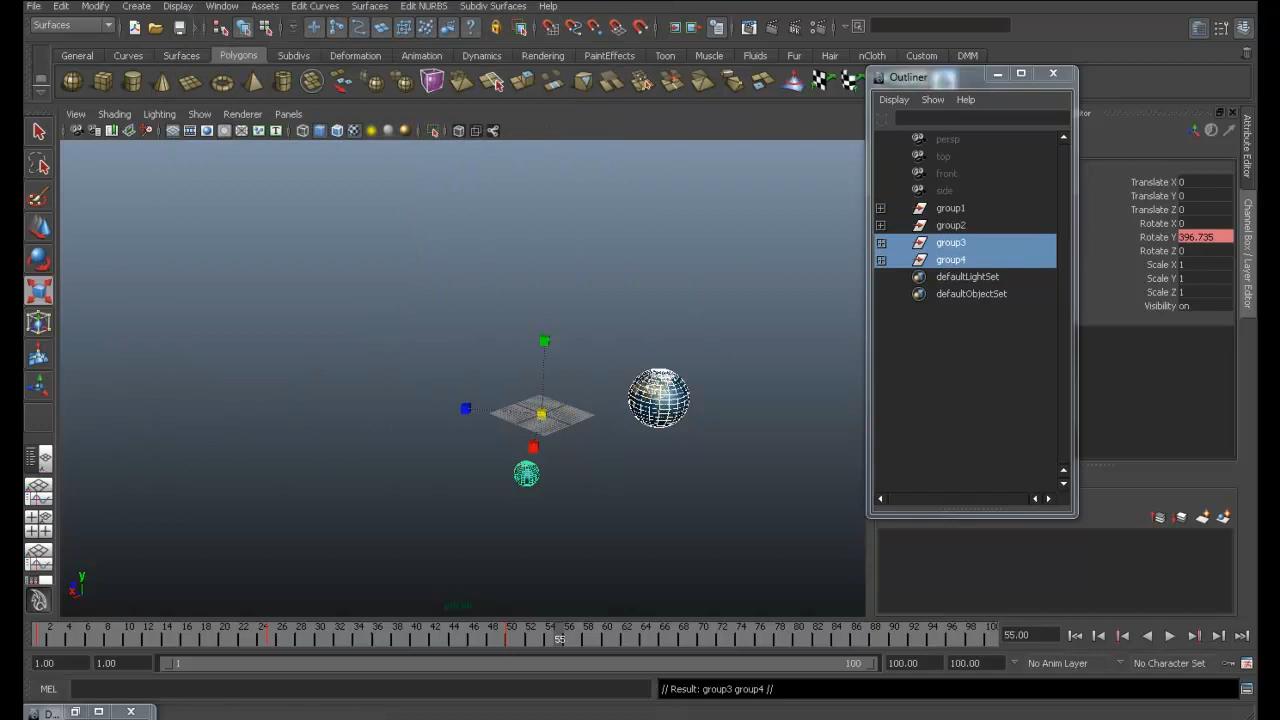 File Edit Modify Create Display Window Assets Edit Curves Surfaces Edit NURBS Subdiv Surfaces Help
Surfaces
General Curves Surfaces Polygons Subdivs Deformation Animation Dynamics Rendering PaintEffects Toon Muscle Fluids Fur Hair nCloth Custom DMM
Outliner
Display Show Help
View Shading Lighting Show Renderer Panels
persp
top
front
side
group1
group2
group3
group4
defaultLightSet
defaultObjectSet
Translate X 0
Translate Y 0
Translate Z 0
Rotate X 0
Rotate Y 396.735
Rotate Z 0
Scale X 1
Scale Y 1
Scale Z 1
Visibility on
Attribute Editor
Channel Box / Layer Editor
y
x
2 4 6 8 10 12 14 16 18 20 22 24 26 28 30 32 34 36 38 40 42 44 46 48 50 52 54 56 58 60 62 64 66 68 70 72 74 76 78 80 82 84 86 88 90 92 94 96 98 100
55
55.00
1.00 1.00 1 100 100.00 100.00 No Anim Layer No Character Set
MEL // Result: group3 group4 //
D...